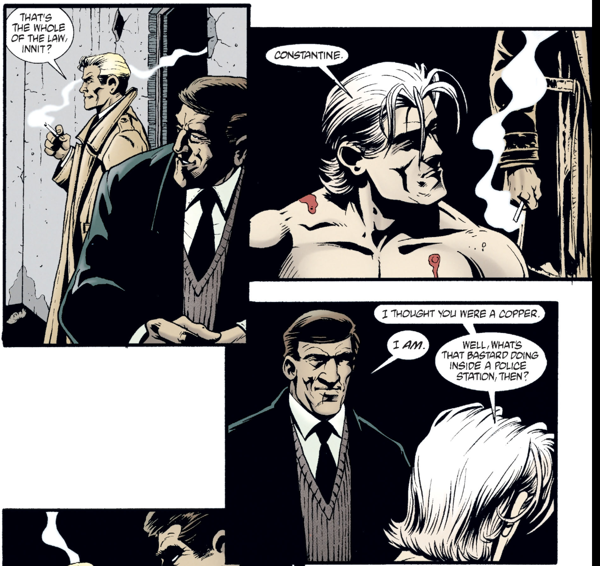 THAT'S
THE WHOLE
OF THE LAW,
INNIT?
CONSTANTINE.
I THOUGHT YOU WERE A COPPER.
I AM.
WELL, WHAT'S
THAT BASTARD DOING
INSIDE A POLICE
STATION, THEN?